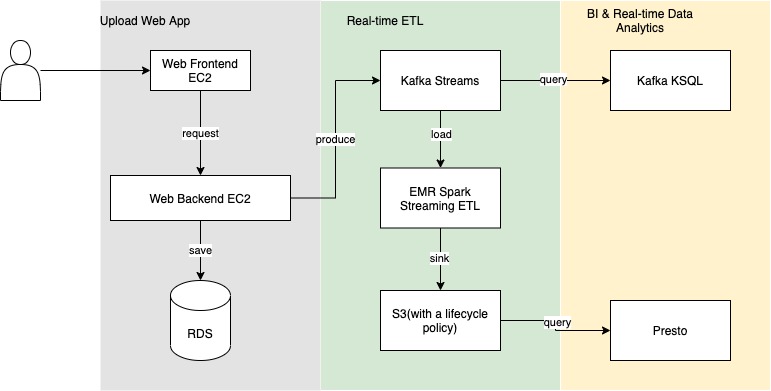 Upload Web App
Real-time ETL
BI & Real-time Data
Analytics
Web Frontend
EC2
Kafka Streams
query
Kafka KSQL
request
produce
load
Web Backend EC2
EMR Spark
Streaming ETL
save
sink
RDS
S3(with a lifecycle
policy)
query
Presto